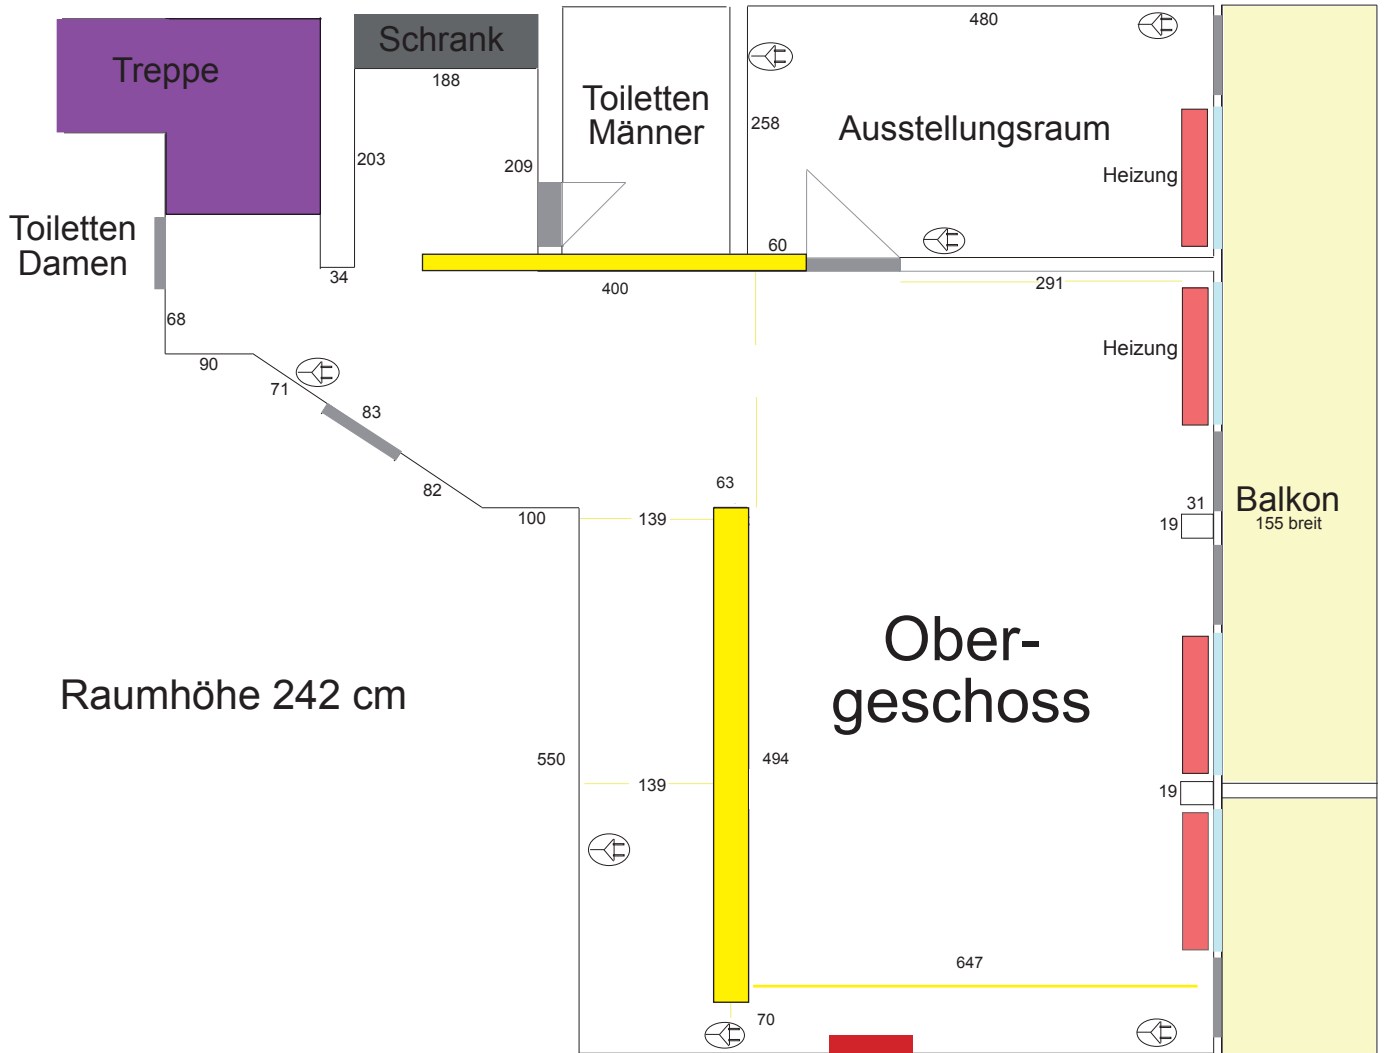 Schrank
480
Treppe
188
Toiletten
Männer
258
Ausstellungsraum
203
209
Heizung
Toiletten
Damen
60
34
400
291
68
Heizung
90
71
83
82
63
100
139
31
19
Balkon
155 breit
Ober-
geschoss
Raumhöhe 242 cm
550
494
139
19
647
70